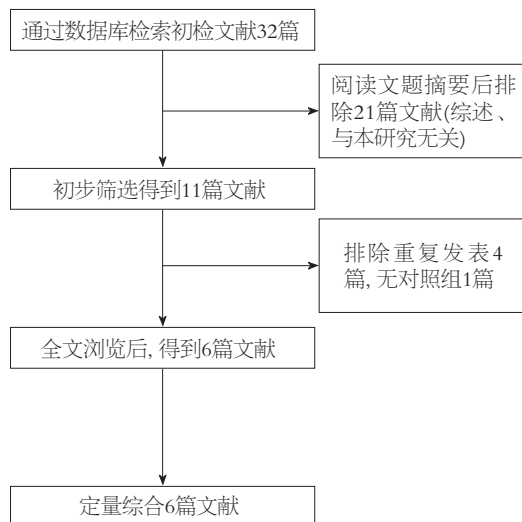 通过数据库检索初检文献32篇
阅读文题摘要后排
除21篇文献(综述、
与本研究无关)
初步筛选得到11篇文献
排除重复发表4
篇, 无对照组1篇
全文浏览后, 得到6篇文献
定量综合6篇文献